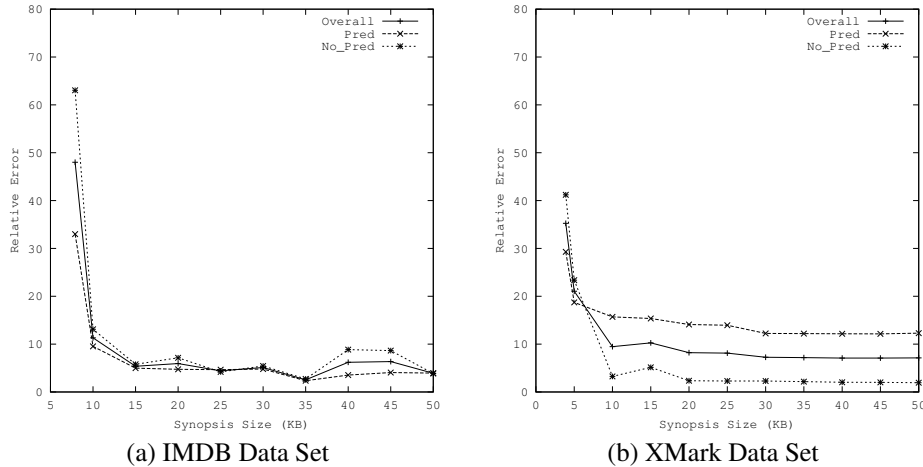 80
70
60
50
40
30
20
10
0
Relative Error
5 10 15 20 25 30 35 40 45 50
Synopsis Size (KB)
Overall
Pred
No_Pred
(a) IMDB Data Set
80
70
60
50
40
30
20
10
0
Relative Error
0 5 10 15 20 25 30 35 40 45 50
Synopsis Size (KB)
Overall
Pred
No_Pred
(b) XMark Data Set